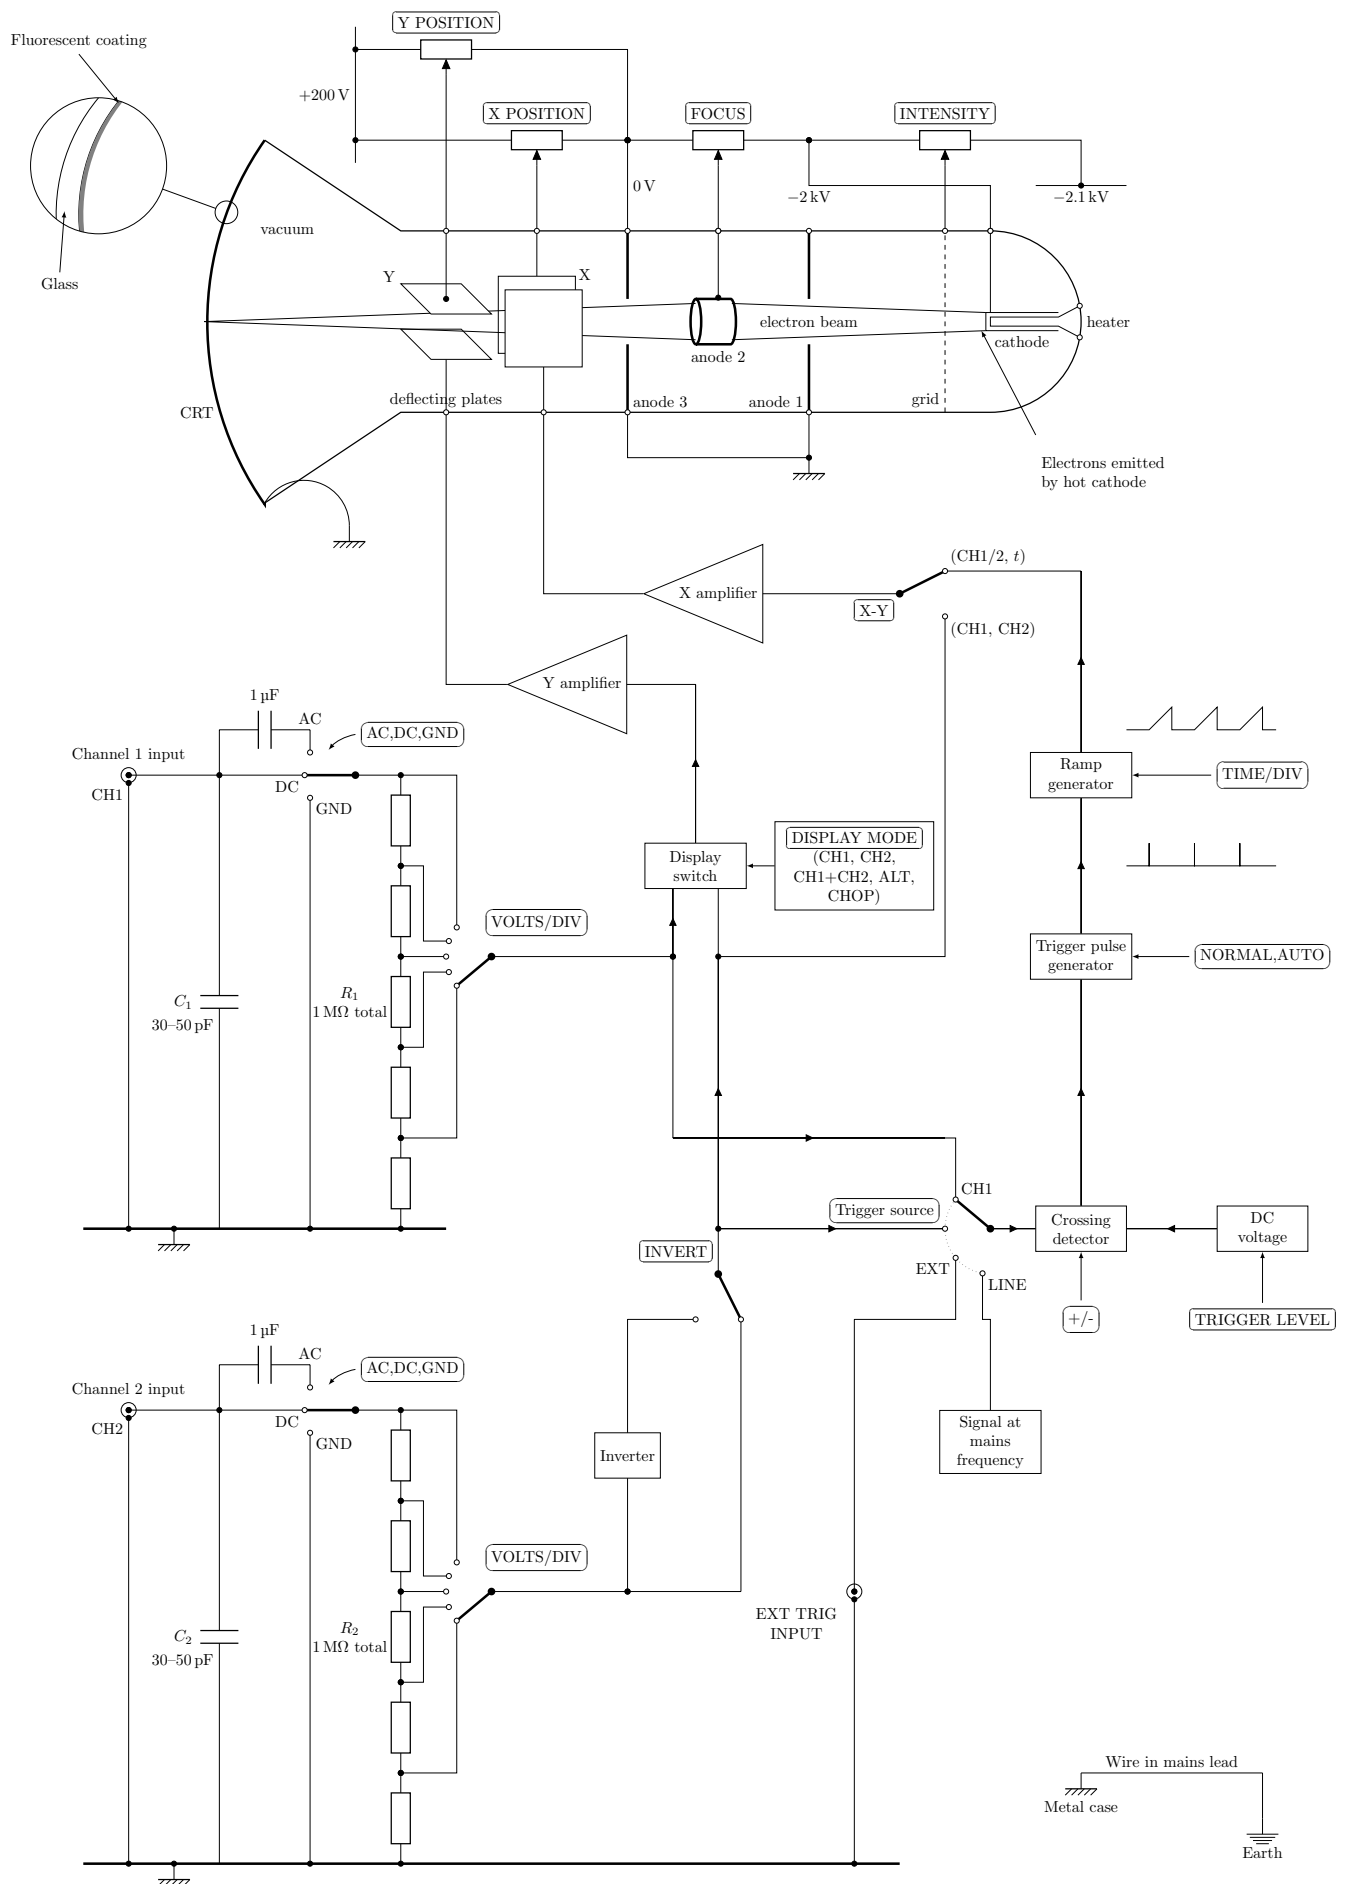 Y POSITION
Fluorescent coating
+200 V
X POSITION
FOCUS
INTENSITY
0 V
−2 kV
−2.1 kV
vacuum
Y
X
Glass
electron beam
heater
cathode
anode 2
deflecting plates
anode 3
anode 1
grid
CRT
Electrons emitted
by hot cathode
(CH1/2, t)
X amplifier
X-Y
(CH1, CH2)
Y amplifier
1 µF
AC
AC,DC,GND
Channel 1 input
Ramp
generator
TIME/DIV
DC
CH1
GND
DISPLAY MODE
(CH1, CH2,
CH1+CH2, ALT,
CHOP)
Display
switch
VOLTS/DIV
Trigger pulse
generator
NORMAL,AUTO
C1
30–50 pF
R1
1 MΩ total
CH1
Trigger source
Crossing
detector
DC
voltage
INVERT
EXT
LINE
+/-
TRIGGER LEVEL
1 µF
AC
AC,DC,GND
Channel 2 input
DC
CH2
GND
Signal at
mains
frequency
Inverter
VOLTS/DIV
EXT TRIG
INPUT
C2
30–50 pF
R2
1 MΩ total
Wire in mains lead
Metal case
Earth